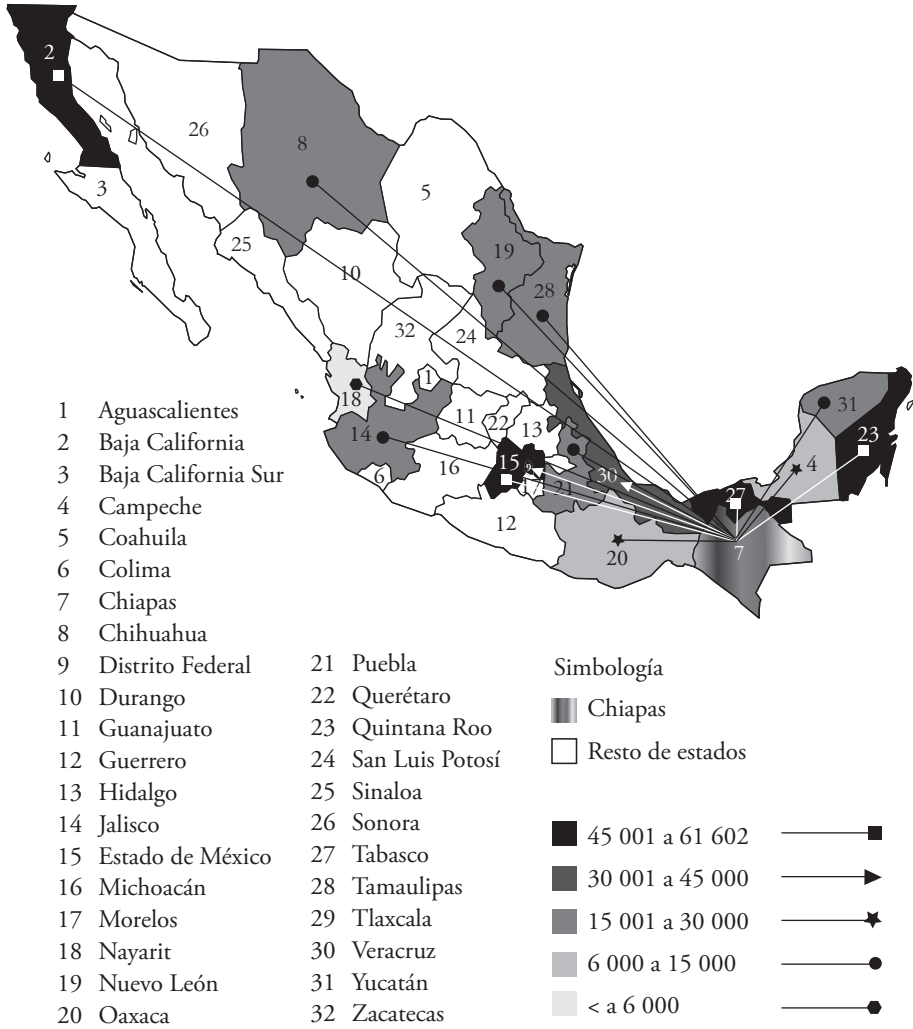 2
26
8
3
5
25
19
10
28
32
24
1
18
11
22
13
14
31
23
15
9
4
16
6
30
17
21
27
12
20
7
1 Aguascalientes
2 Baja California
3 Baja California Sur
4 Campeche
5 Coahuila
6 Colima
7 Chiapas
8 Chihuahua
9 Distrito Federal
10 Durango
11 Guanajuato
12 Guerrero
13 Hidalgo
14 Jalisco
15 Estado de México
16 Michoacán
17 Morelos
18 Nayarit
19 Nuevo León
20 Oaxaca
21 Puebla
22 Querétaro
23 Quintana Roo
24 San Luis Potosí
25 Sinaloa
26 Sonora
27 Tabasco
28 Tamaulipas
29 Tlaxcala
30 Veracruz
31 Yucatán
32 Zacatecas
Simbología
Chiapas
Resto de estados
45 001 a 61 602
30 001 a 45 000
15 001 a 30 000
6 000 a 15 000
< a 6 000